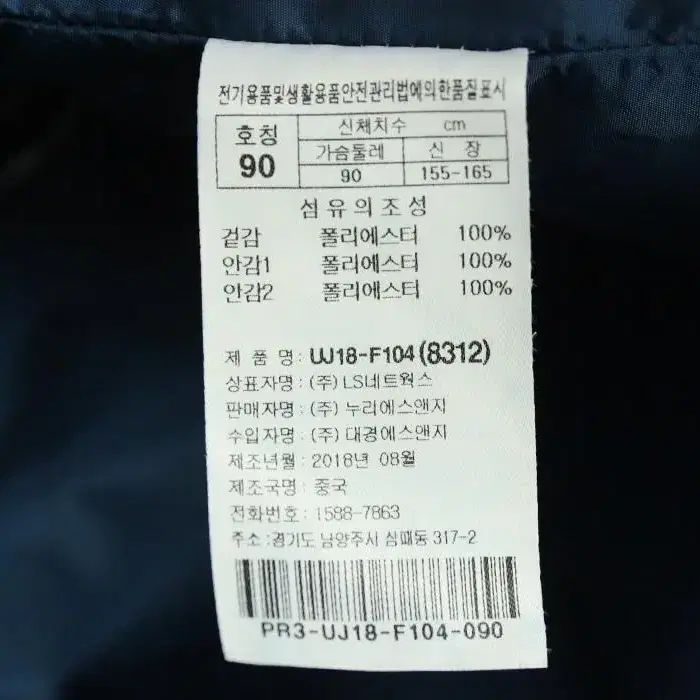 전기용품및생활용품안전관리법에의한품질표시
호칭 신체치수 cm
가슴둘레 신 장
90 90 155-165
섬유의조성
겉감 폴리에스터 100%
안감1 폴리에스터 100%
안감2 폴리에스터 100%
제 품 명: UJ18-F104(8312)
상표자명: (주) LS네트웍스
판매자명: (주) 누리에스앤지
수입자명: (주) 대경에스앤지
제조년월: 2018년 08월
제조국명: 중국
전화번호: 1588-7863
주소:경기도 남양주시 삼패동 317-2
PR3-UJ18-F104-090